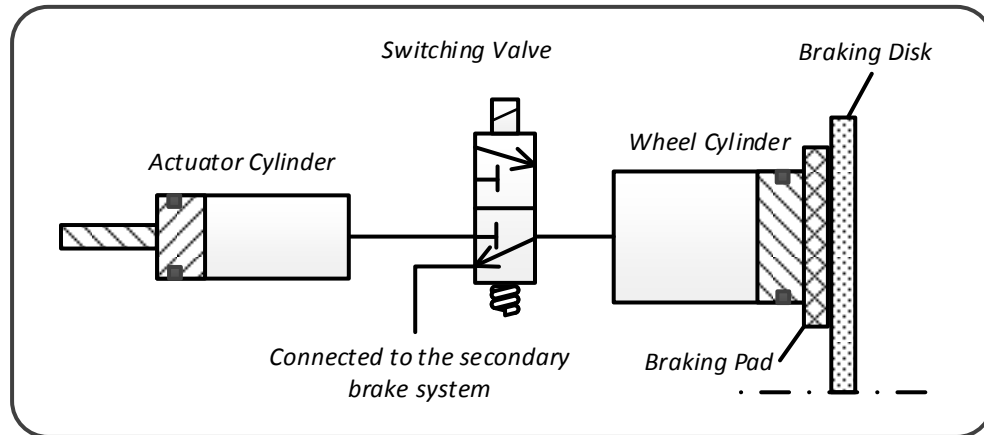 Switching Valve
Braking Disk
Actuator Cylinder
Wheel Cylinder
Connected to the secondary
brake system
Braking Pad